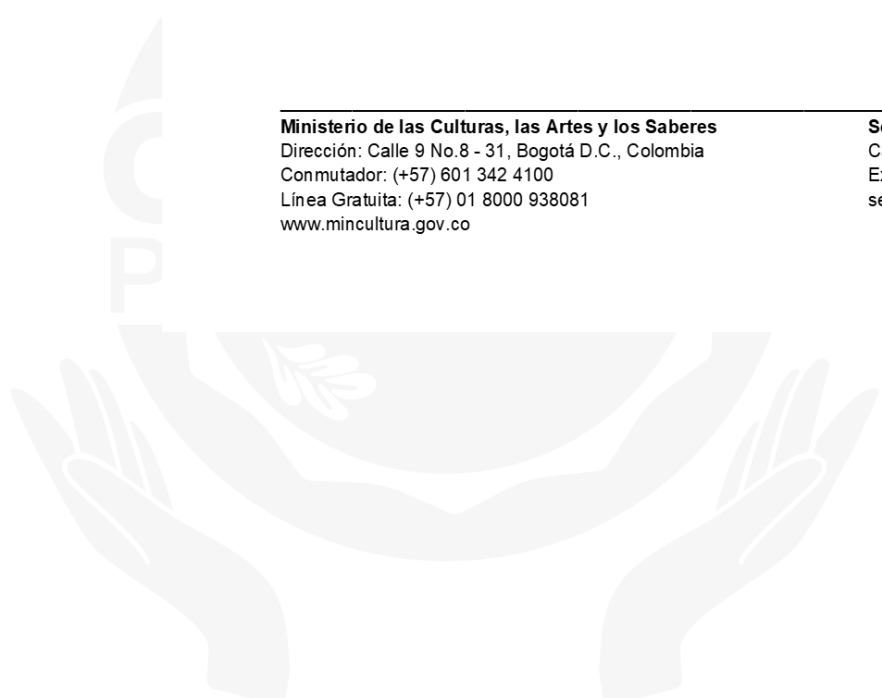 Ministerio de las Culturas, las Artes y los Saberes
Dirección: Calle 9 No.8 - 31, Bogotá D.C., Colombia
Conmutador: (+57) 601 342 4100
Línea Gratuita: (+57) 01 8000 938081
www.mincultura.gov.co